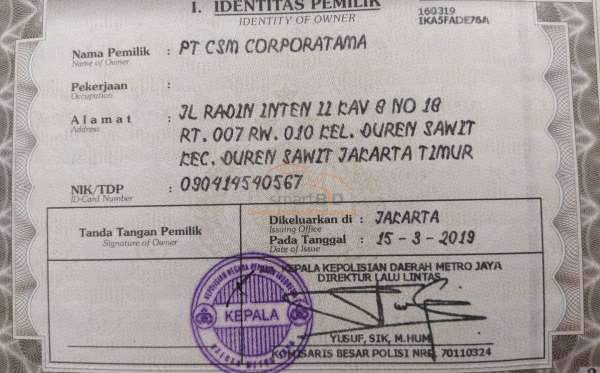 I. IDENTITAS PEMILIK
IDENTITY OF OWNER
160319
IKA5FADE76A
Nama Pemilik : PT CSM CORPORATAMA
Name of Owner
Pekerjaan :
Occupation
Alamat : JL RADIN INTEN II KAV 8 NO 18
Address
RT. 007 RW. 010 KEL. DUREN SAWIT
KEC. DUREN SAWIT JAKARTA TIMUR
NIK/TDP : 090414540567
ID-Card Number
smartBID
Tanda Tangan Pemilik
Signature of Owner
Dikeluarkan di : JAKARTA
Issuing Office
Pada Tanggal : 15-3-2019
Date of Issue
KEPALA KEPOLISIAN DAERAH METRO JAYA
DIREKTUR LALU LINTAS
KEPALA
YUSUF, SIK, M.HUM
KOMISARIS BESAR POLISI NRP. 70110324